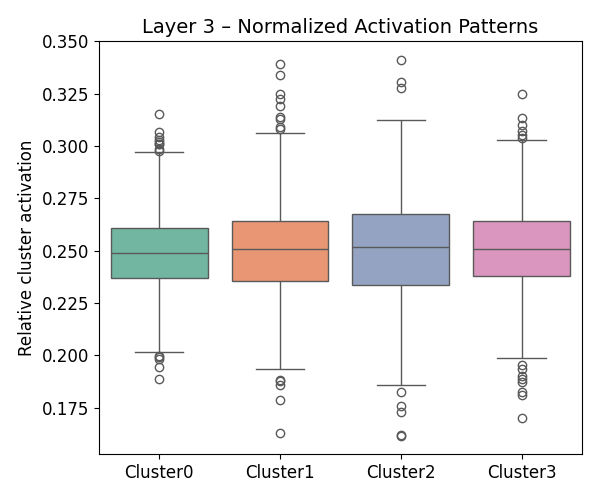 Layer 3 – Normalized Activation Patterns
Relative cluster activation
0.350
0.325
0.300
0.275
0.250
0.225
0.200
0.175
Cluster0 Cluster1 Cluster2 Cluster3